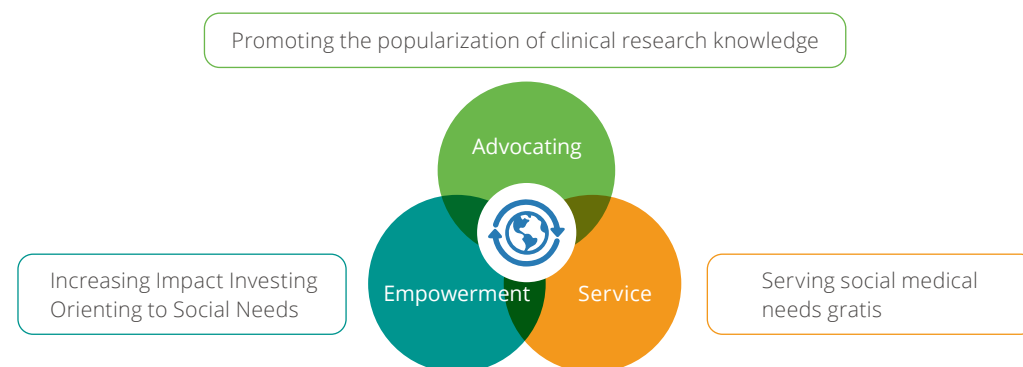 Promoting the popularization of clinical research knowledge
Advocating
Increasing Impact Investing
Orienting to Social Needs
Empowerment
Service
Serving social medical
needs gratis